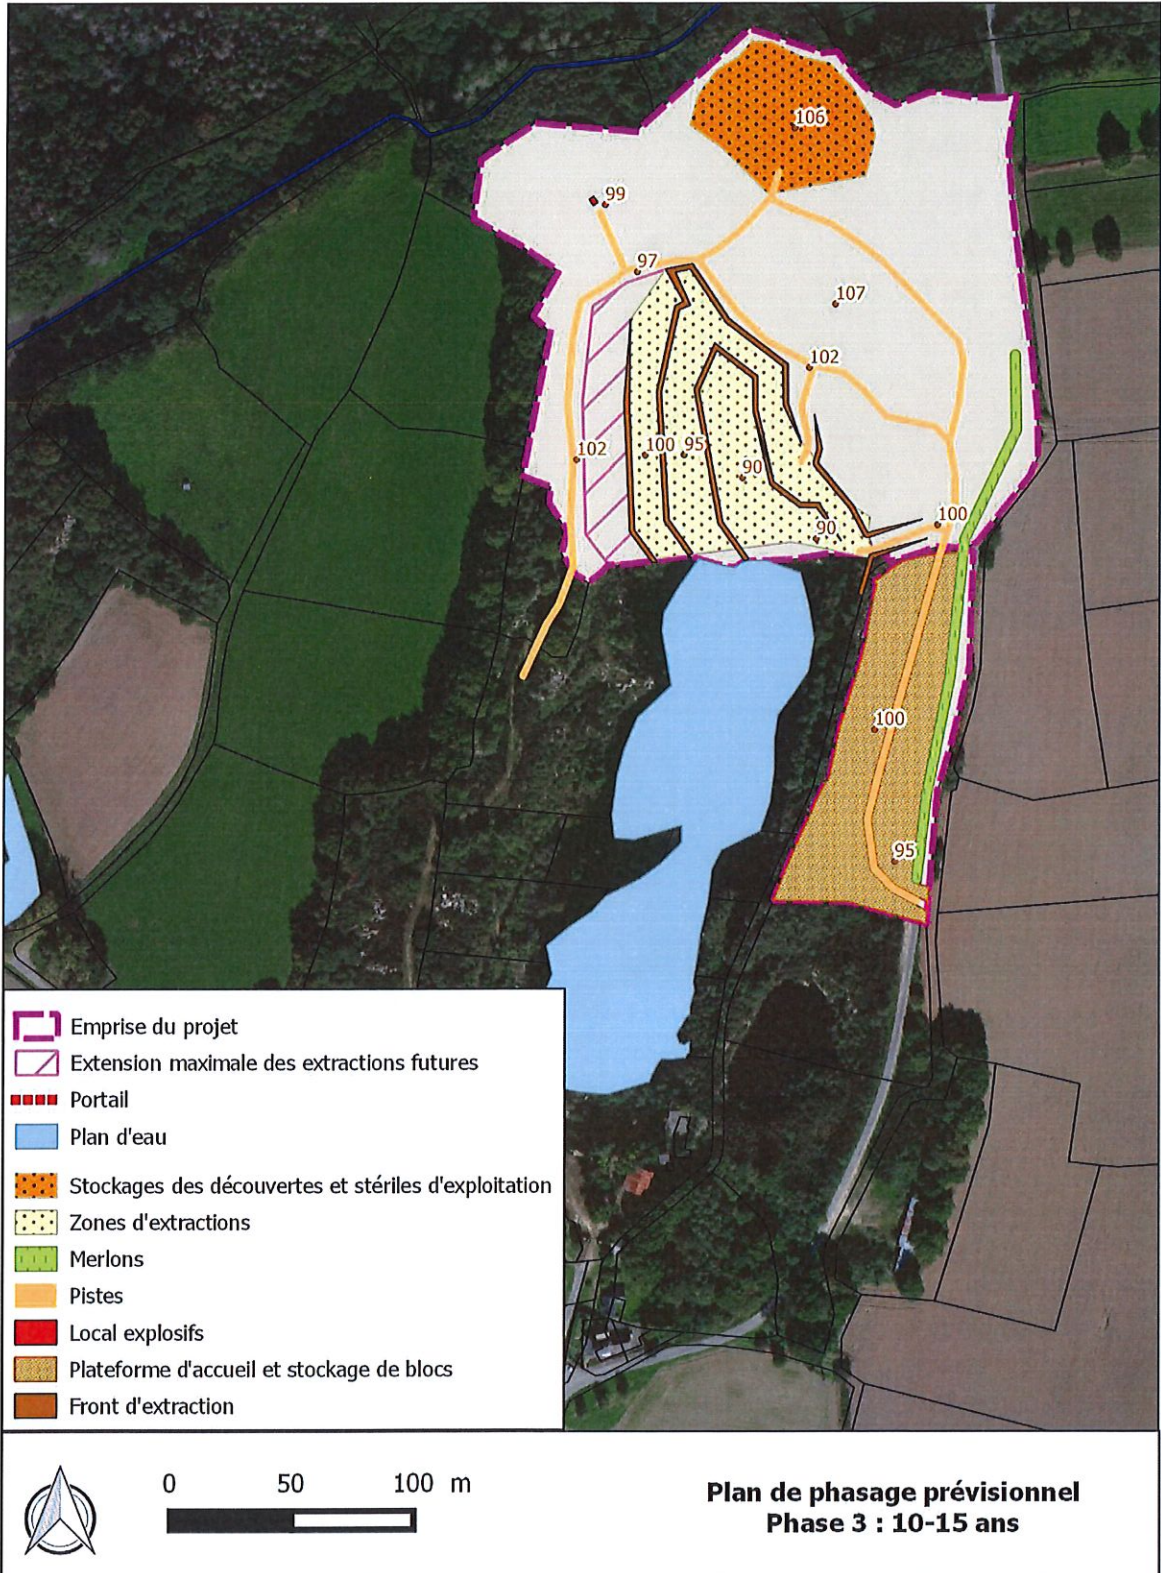 106
99
97
107
102
102
100
95
90
90
100
100
95
Emprise du projet
Extension maximale des extractions futures
Portail
Plan d'eau
Stockages des découvertes et stériles d'exploitation
Zones d'extractions
Merlons
Pistes
Local explosifs
Plateforme d'accueil et stockage de blocs
Front d'extraction
0 50 100 m
Plan de phasage prévisionnel
Phase 3 : 10-15 ans